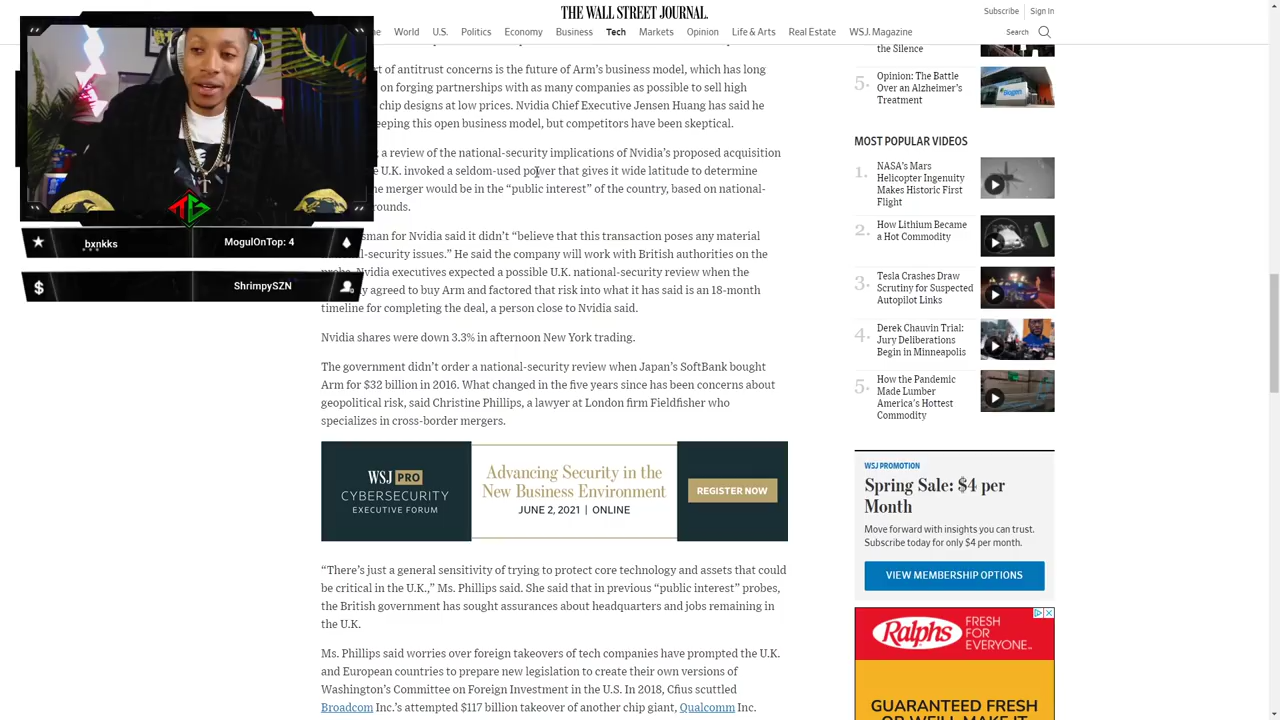 THE WALL STREET JOURNAL.
Subscribe
Sign In
World
U.S.
Politics
Economy
Business
Tech
Markets
Opinion
Life & Arts
Real Estate
WSJ. Magazine
Search
bxnkks
MogulOnTop: 4
ShrimpySZN
of antitrust concerns is the future of Arm's business model, which has long
on forging partnerships with as many companies as possible to sell high
chip designs at low prices. Nvidia Chief Executive Jensen Huang has said he
this open business model, but competitors have been skeptical.
a review of the national-security implications of Nvidia's proposed acquisition
U.K. invoked a seldom-used power that gives it wide latitude to determine
merger would be in the “public interest” of the country, based on national-
for Nvidia said it didn't “believe that this transaction poses any material
issues.” He said the company will work with British authorities on the
Nvidia executives expected a possible U.K. national-security review when the
agreed to buy Arm and factored that risk into what it has said is an 18-month
timeline for completing the deal, a person close to Nvidia said.
Nvidia shares were down 3.3% in afternoon New York trading.
The government didn't order a national-security review when Japan's SoftBank bought
Arm for $32 billion in 2016. What changed in the five years since has been concerns about
geopolitical risk, said Christine Phillips, a lawyer at London firm Fieldfisher who
specializes in cross-border mergers.
WSJ PRO
CYBERSECURITY
EXECUTIVE FORUM
Advancing Security in the
New Business Environment
JUNE 2, 2021 | ONLINE
REGISTER NOW
“There's just a general sensitivity of trying to protect core technology and assets that could
be critical in the U.K.,” Ms. Phillips said. She said that in previous “public interest” probes,
the British government has sought assurances about headquarters and jobs remaining in
the U.K.
Ms. Phillips said worries over foreign takeovers of tech companies have prompted the U.K.
and European countries to prepare new legislation to create their own versions of
Washington's Committee on Foreign Investment in the U.S. In 2018, Cfius scuttled
Broadcom Inc.'s attempted $117 billion takeover of another chip giant, Qualcomm Inc.
the Silence
5.
Opinion: The Battle
Over an Alzheimer's
Treatment
MOST POPULAR VIDEOS
1.
NASA's Mars
Helicopter Ingenuity
Makes Historic First
Flight
2.
How Lithium Became
a Hot Commodity
3.
Tesla Crashes Draw
Scrutiny for Suspected
Autopilot Links
4.
Derek Chauvin Trial:
Jury Deliberations
Begin in Minneapolis
5.
How the Pandemic
Made Lumber
America's Hottest
Commodity
WSJ PROMOTION
Spring Sale: $4 per
Month
Move forward with insights you can trust.
Subscribe today for only $4 per month.
VIEW MEMBERSHIP OPTIONS
Ralphs
FRESH
FOR
EVERYONE.
GUARANTEED FRESH